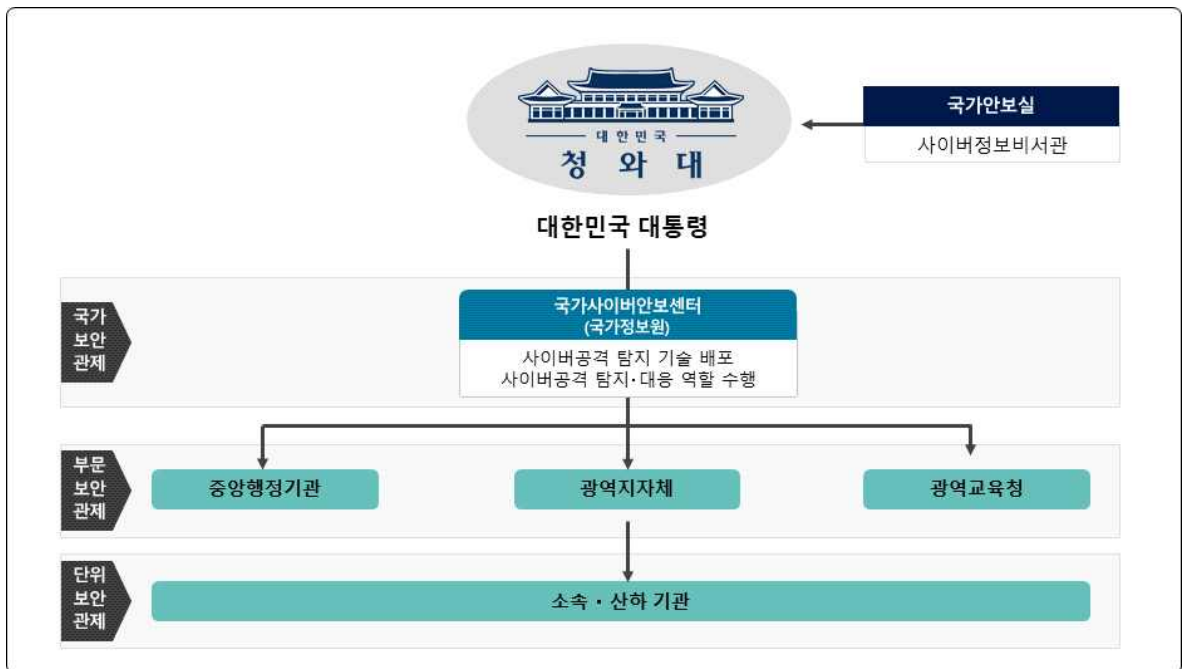 대한민국
청와대
국가안보실
사이버정보비서관
대한민국 대통령
국가
보안
관제
국가사이버안보센터
(국가정보원)
사이버공격 탐지 기술 배포
사이버공격 탐지·대응 역할 수행
부문
보안
관제
중앙행정기관
광역지자체
광역교육청
단위
보안
관제
소속·산하 기관